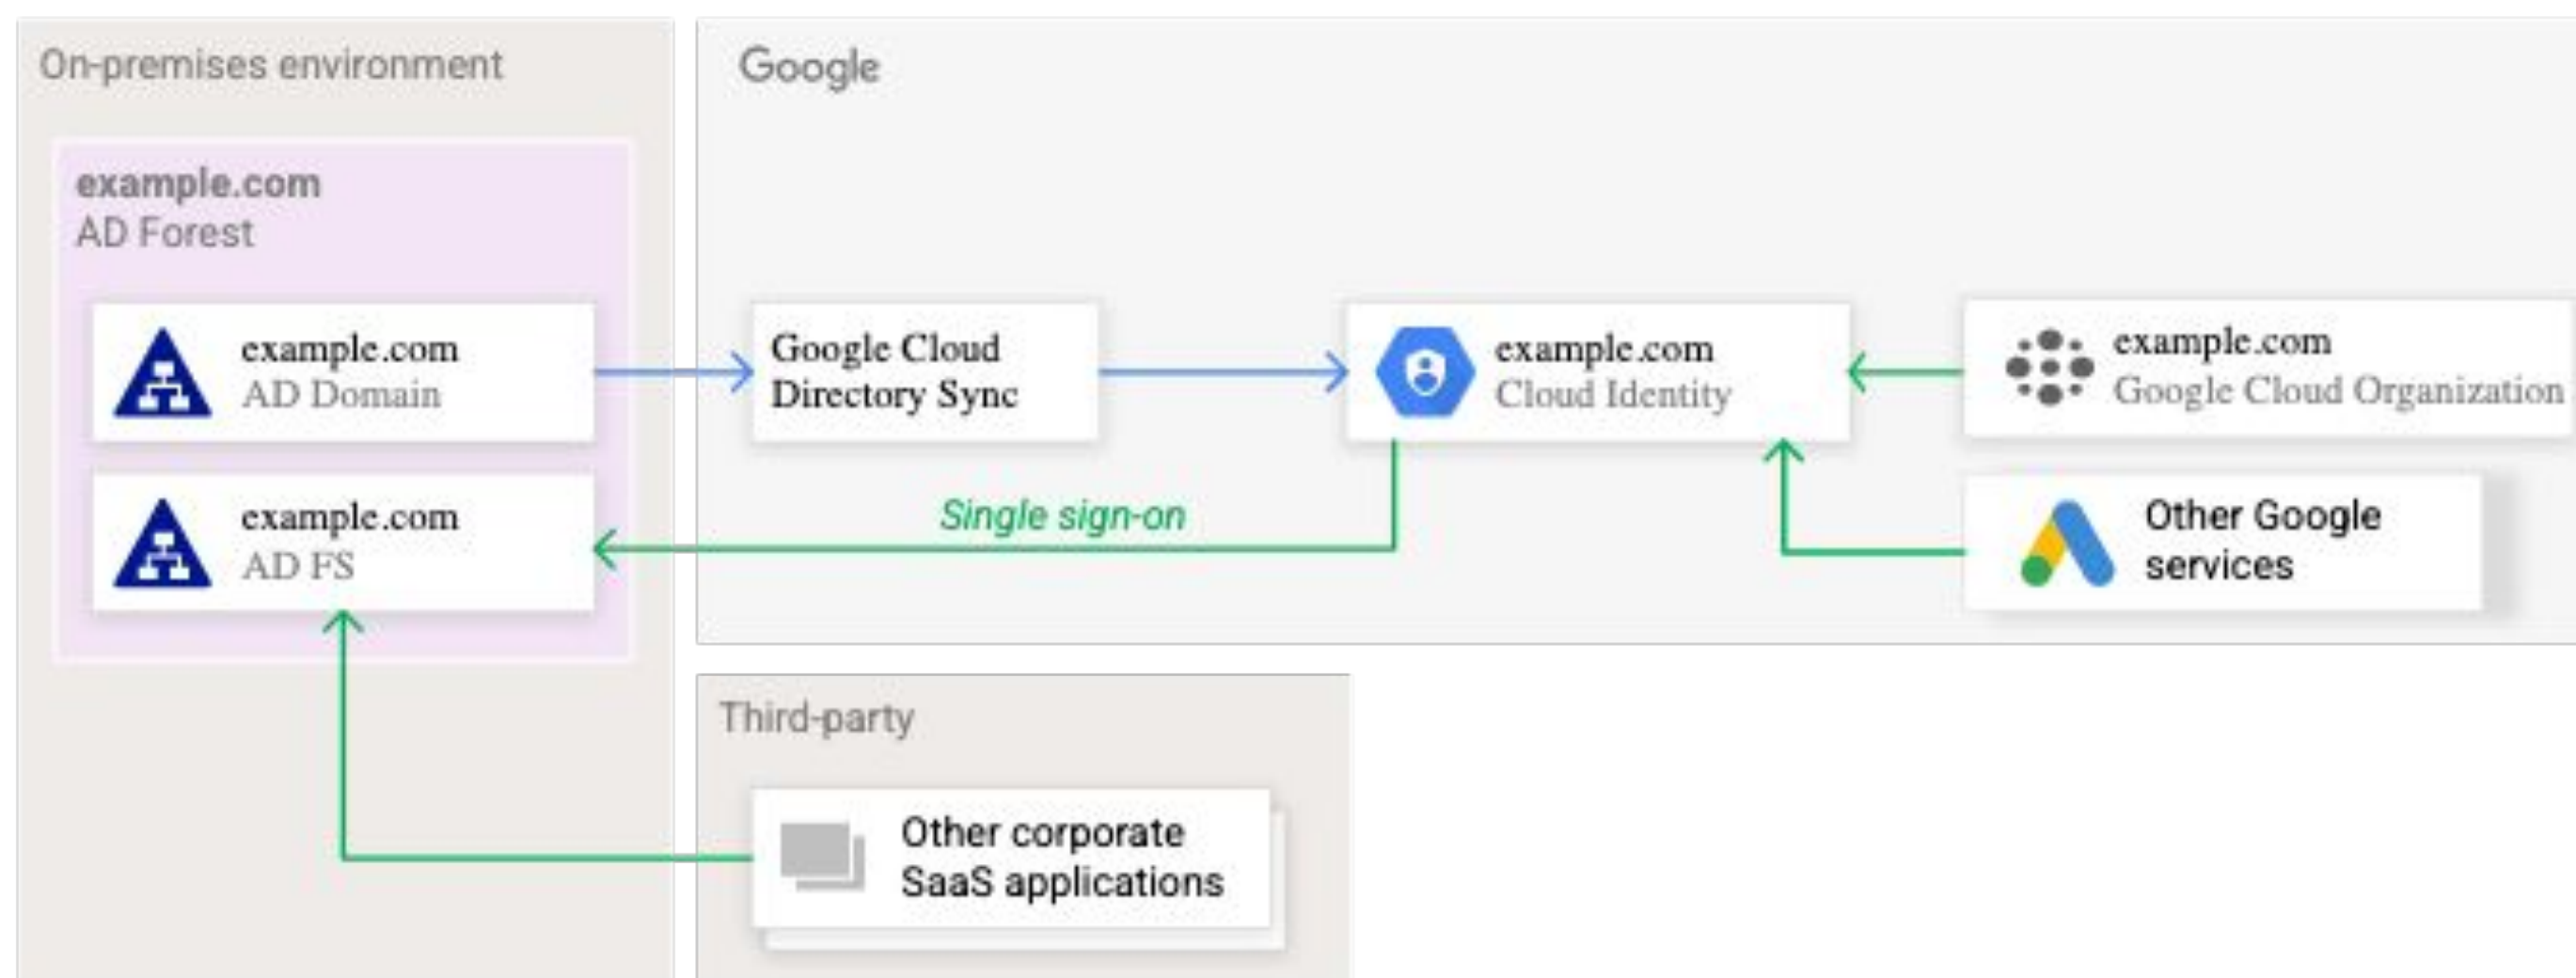 On-premises environment
Google
example.com
AD Forest
example.com
AD Domain
Google Cloud
Directory Sync
example.com
Cloud Identity
example.com
Google Cloud Organization
example.com
AD FS
Single sign-on
Other Google
services
Third-party
Other corporate
SaaS applications